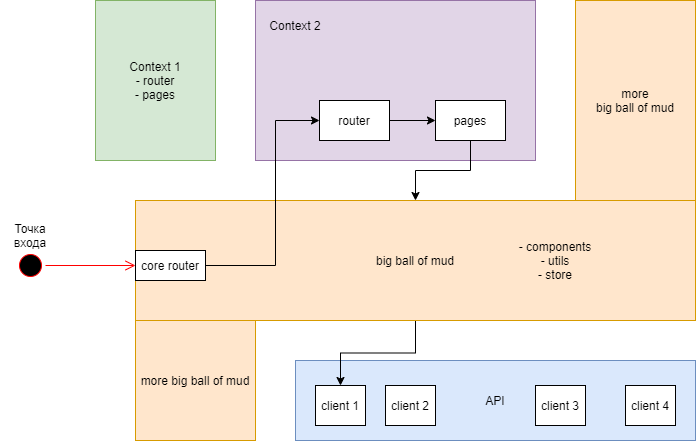 Context 1
- router
- pages
Context 2
router
pages
more
big ball of mud
Точка
входа
core router
big ball of mud
- components
- utils
- store
more big ball of mud
API
client 1
client 2
client 3
client 4